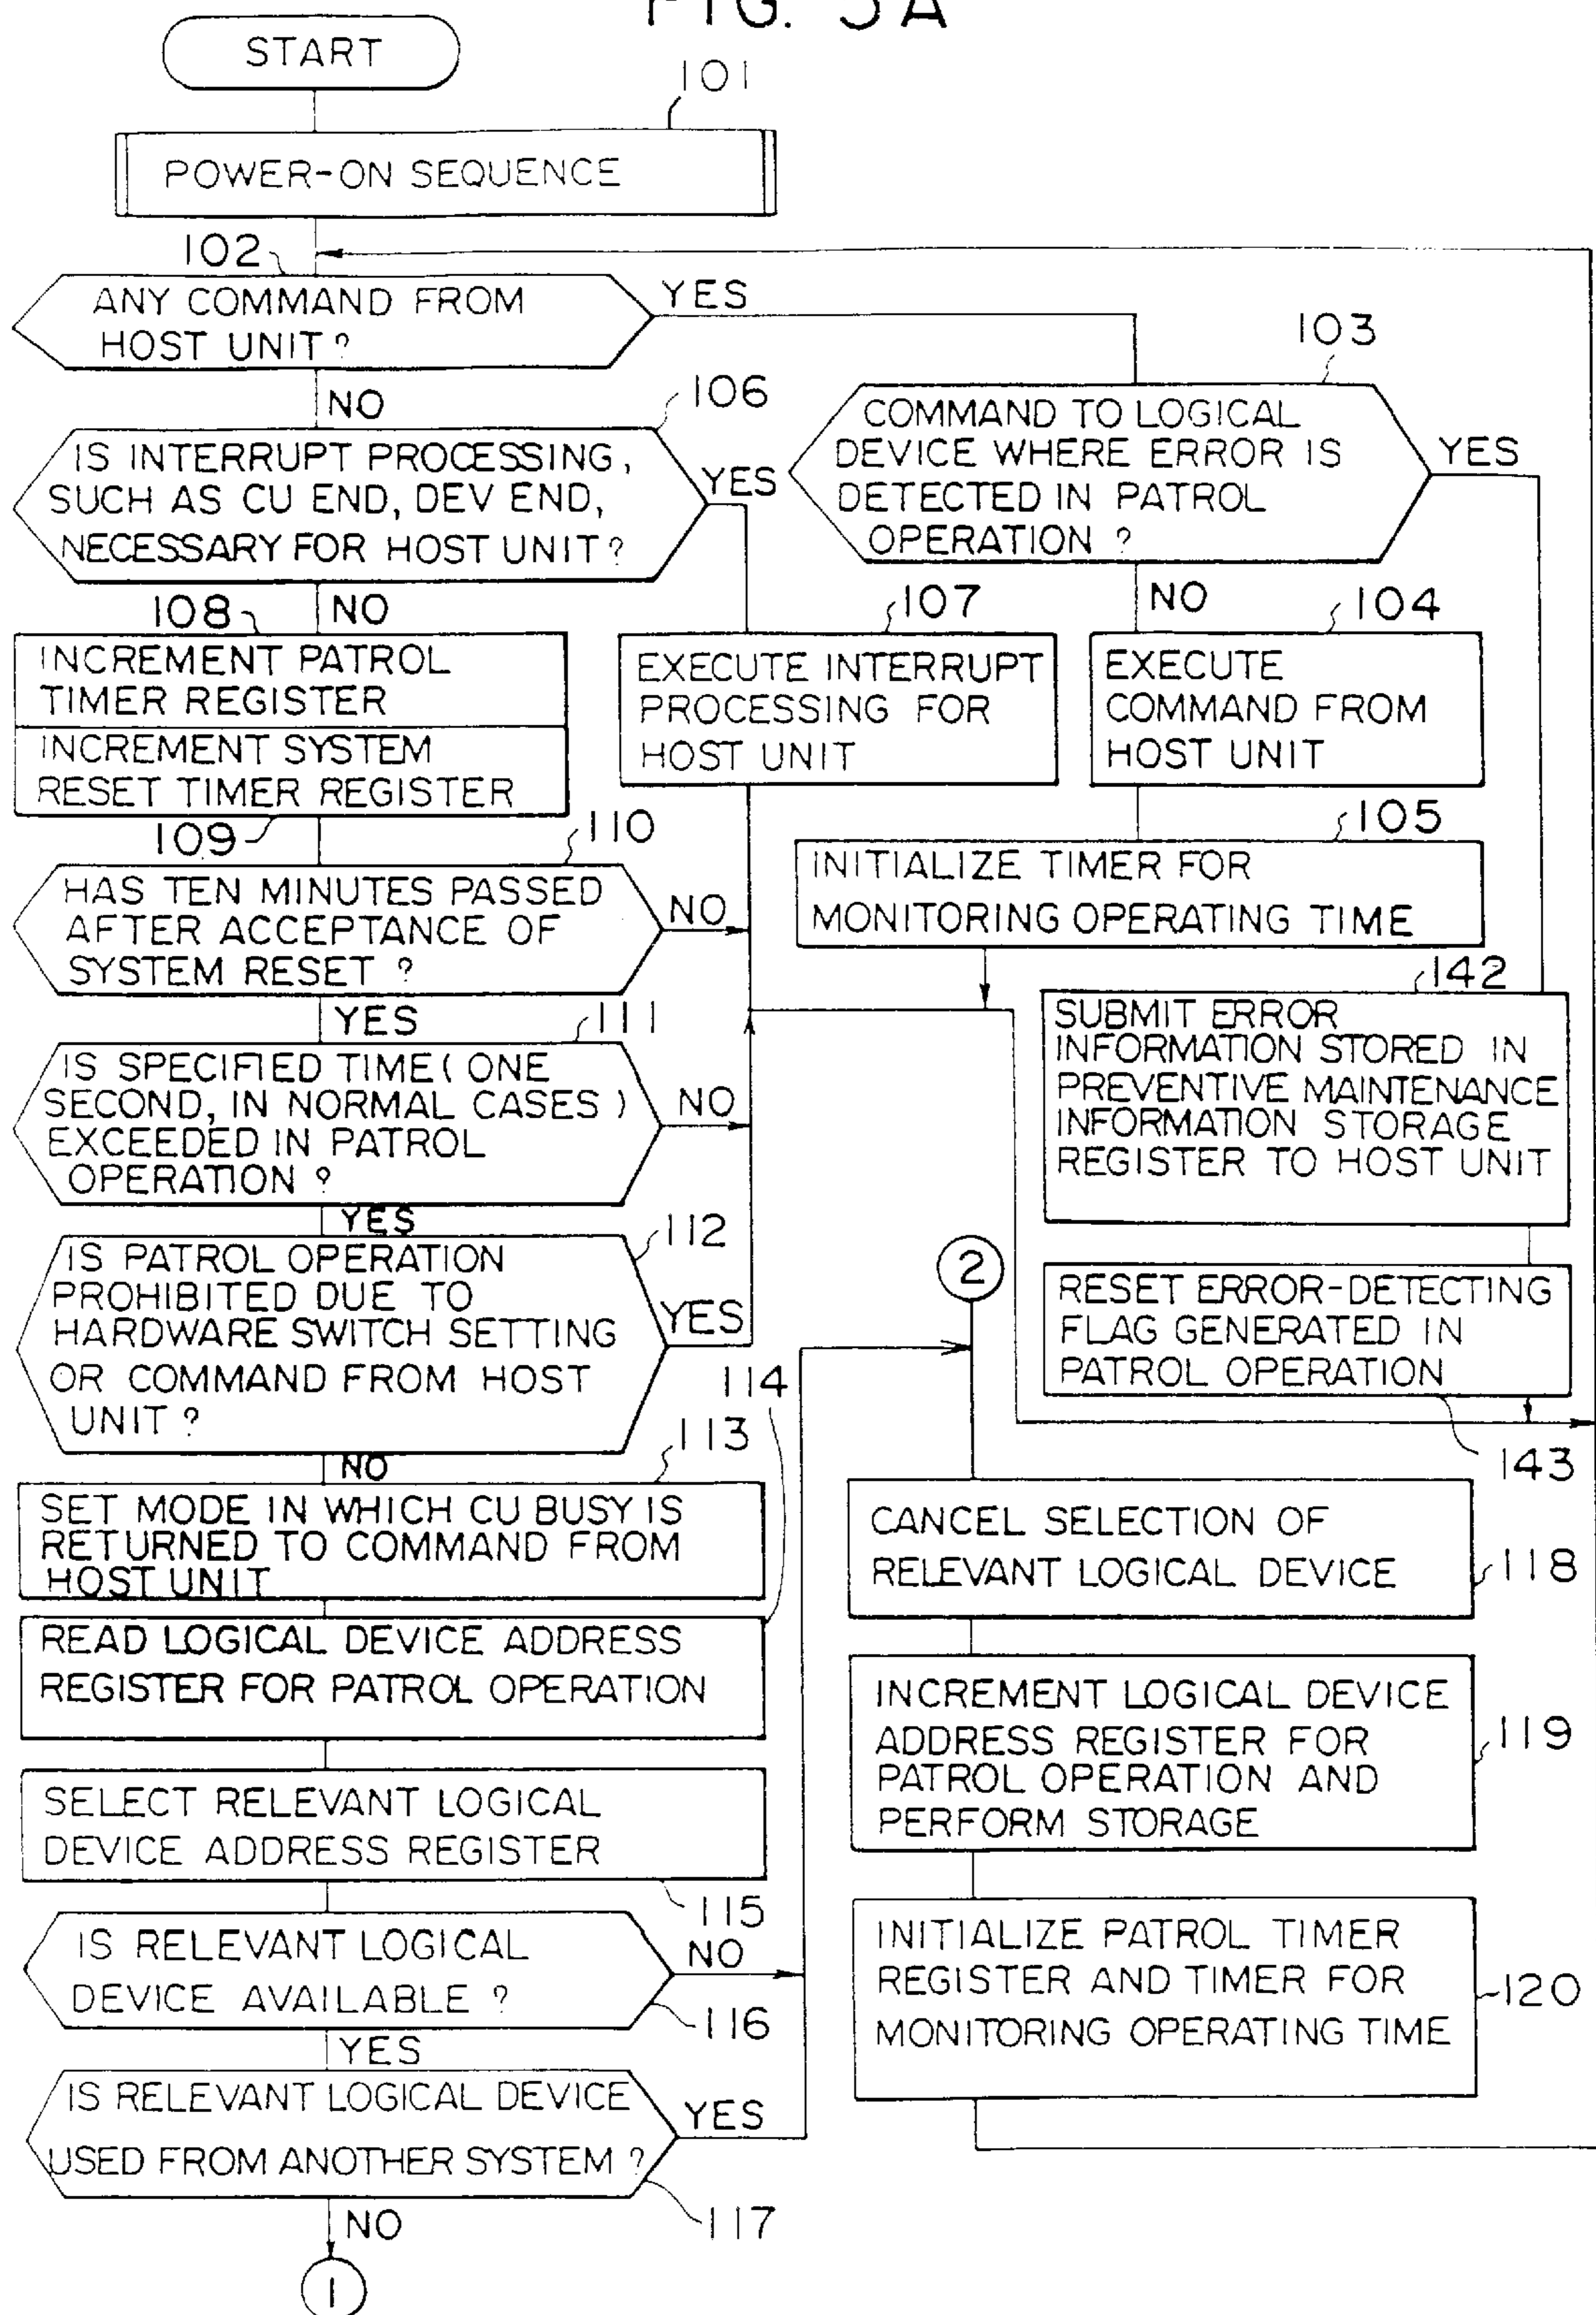 FIG. 5A
START
101
POWER-ON SEQUENCE
102
ANY COMMAND FROM
HOST UNIT?
YES
NO
103
COMMAND TO LOGICAL
DEVICE WHERE ERROR IS
DETECTED IN PATROL
OPERATION ?
YES
NO
106
IS INTERRUPT PROCESSING,
SUCH AS CU END, DEV END,
NECESSARY FOR HOST UNIT?
YES
NO
108
INCREMENT PATROL
TIMER REGISTER
INCREMENT SYSTEM
RESET TIMER REGISTER
109
107
EXECUTE INTERRUPT
PROCESSING FOR
HOST UNIT
104
EXECUTE
COMMAND FROM
HOST UNIT
105
INITIALIZE TIMER FOR
MONITORING OPERATING TIME
110
HAS TEN MINUTES PASSED
AFTER ACCEPTANCE OF
SYSTEM RESET ?
NO
YES
111
IS SPECIFIED TIME ( ONE
SECOND, IN NORMAL CASES )
EXCEEDED IN PATROL
OPERATION ?
NO
YES
142
SUBMIT ERROR
INFORMATION STORED IN
PREVENTIVE MAINTENANCE
INFORMATION STORAGE
REGISTER TO HOST UNIT
112
IS PATROL OPERATION
PROHIBITED DUE TO
HARDWARE SWITCH SETTING
OR COMMAND FROM HOST
UNIT ?
YES
NO
2
RESET ERROR-DETECTING
FLAG GENERATED IN
PATROL OPERATION
143
113
SET MODE IN WHICH CU BUSY IS
RETURNED TO COMMAND FROM
HOST UNIT
114
READ LOGICAL DEVICE ADDRESS
REGISTER FOR PATROL OPERATION
SELECT RELEVANT LOGICAL
DEVICE ADDRESS REGISTER
115
IS RELEVANT LOGICAL
DEVICE AVAILABLE ?
NO
116
YES
IS RELEVANT LOGICAL DEVICE
USED FROM ANOTHER SYSTEM ?
YES
117
NO
1
CANCEL SELECTION OF
RELEVANT LOGICAL DEVICE
118
INCREMENT LOGICAL DEVICE
ADDRESS REGISTER FOR
PATROL OPERATION AND
PERFORM STORAGE
119
INITIALIZE PATROL TIMER
REGISTER AND TIMER FOR
MONITORING OPERATING TIME
120